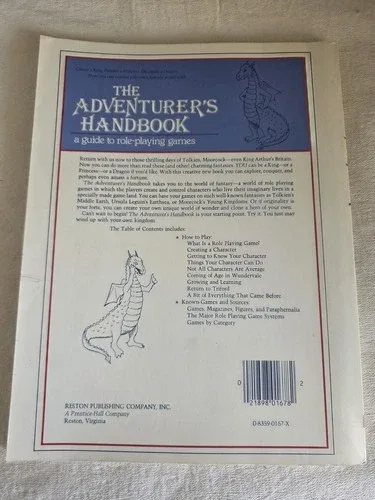 THE
ADVENTURER'S
HANDBOOK
a guide to role-playing games
Return with us now to those thrilling days of Tolkien, Moorcock—even King Arthur's Britain.
Now you can do more than read these (and other) charming fantasies. YOU can be a King—or a
Princess—or a Dragon if you'd like. With this creative new book you can explore, conquer, and
perhaps even amass a fortune.
The Adventurer's Handbook takes you to the world of fantasy—a world of role playing
games in which the players create and control characters who live their imaginary lives in a
specially made game land. You can base your games on such well-known fantasies as Tolkien's
Middle Earth, Ursula Leguin's Earthsea, or Moorcock's Young Kingdoms. Or if originality is
your forte, you can create your own unique world of wonder and clone a hero of your own.
Can't wait to begin? The Adventurer's Handbook is your starting point. Try it. You just may
wind up with your own kingdom.
The Table of Contents includes:
• How to Play:
What Is a Role Playing Game?
Creating a Character
Getting to Know Your Character
Things Your Character Can Do
Not All Characters Are Average
Coming of Age in Wundervale
Growing and Learning
Return to Trifoed
A Bit of Everything That Came Before
• Known Games and Sources:
Games, Magazines, Figures, and Paraphernalia
The Major Role Playing Game Systems
Games by Category
RESTON PUBLISHING COMPANY, INC.
A Prentice-Hall Company
Reston, Virginia
0 21898 01678 2
0-8359-0167-X